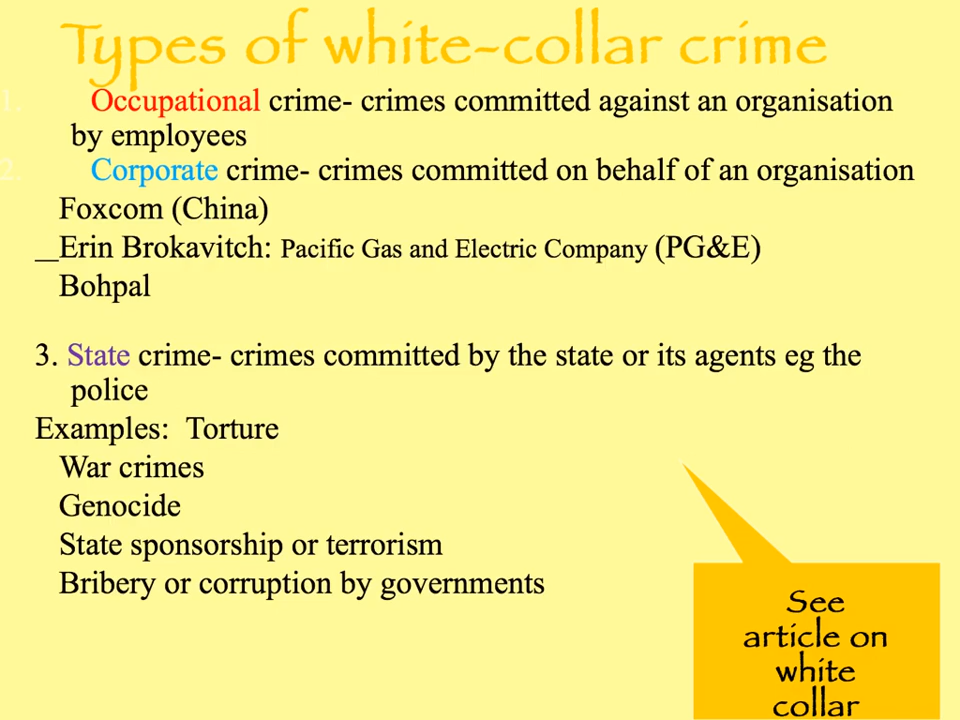 Types of white-collar crime
1. Occupational crime- crimes committed against an organisation
by employees
2. Corporate crime- crimes committed on behalf of an organisation
Foxcom (China)
__Erin Brokavitch: Pacific Gas and Electric Company (PG&E)
Bohpal
3. State crime- crimes committed by the state or its agents eg the
police
Examples: Torture
War crimes
Genocide
State sponsorship or terrorism
Bribery or corruption by governments
See
article on
white
collar